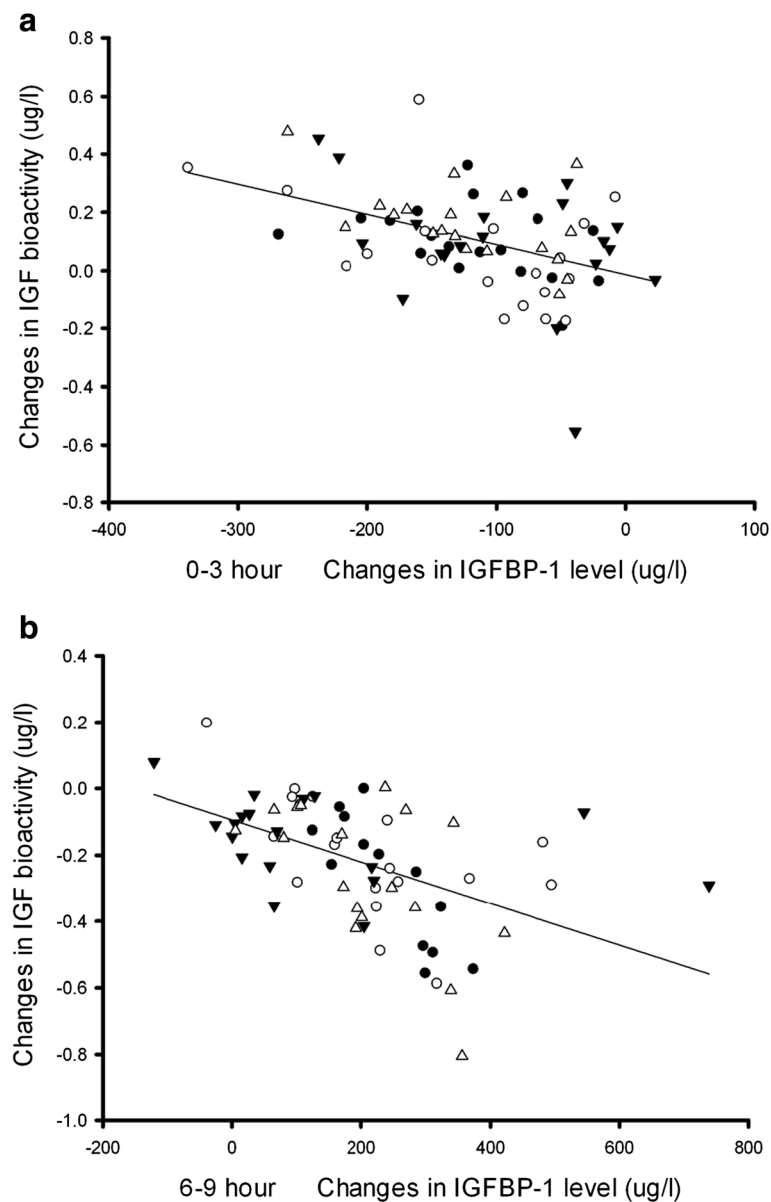 a
0.8
0.6
0.4
0.2
0.0
-0.2
-0.4
-0.6
-0.8
Changes in IGF bioactivity (ug/l)
-400 -300 -200 -100 0 100
0-3 hour Changes in IGFBP-1 level (ug/l)
b
0.4
0.2
0.0
-0.2
-0.4
-0.6
-0.8
-1.0
Changes in IGF bioactivity (ug/l)
-200 0 200 400 600 800
6-9 hour Changes in IGFBP-1 level (ug/l)